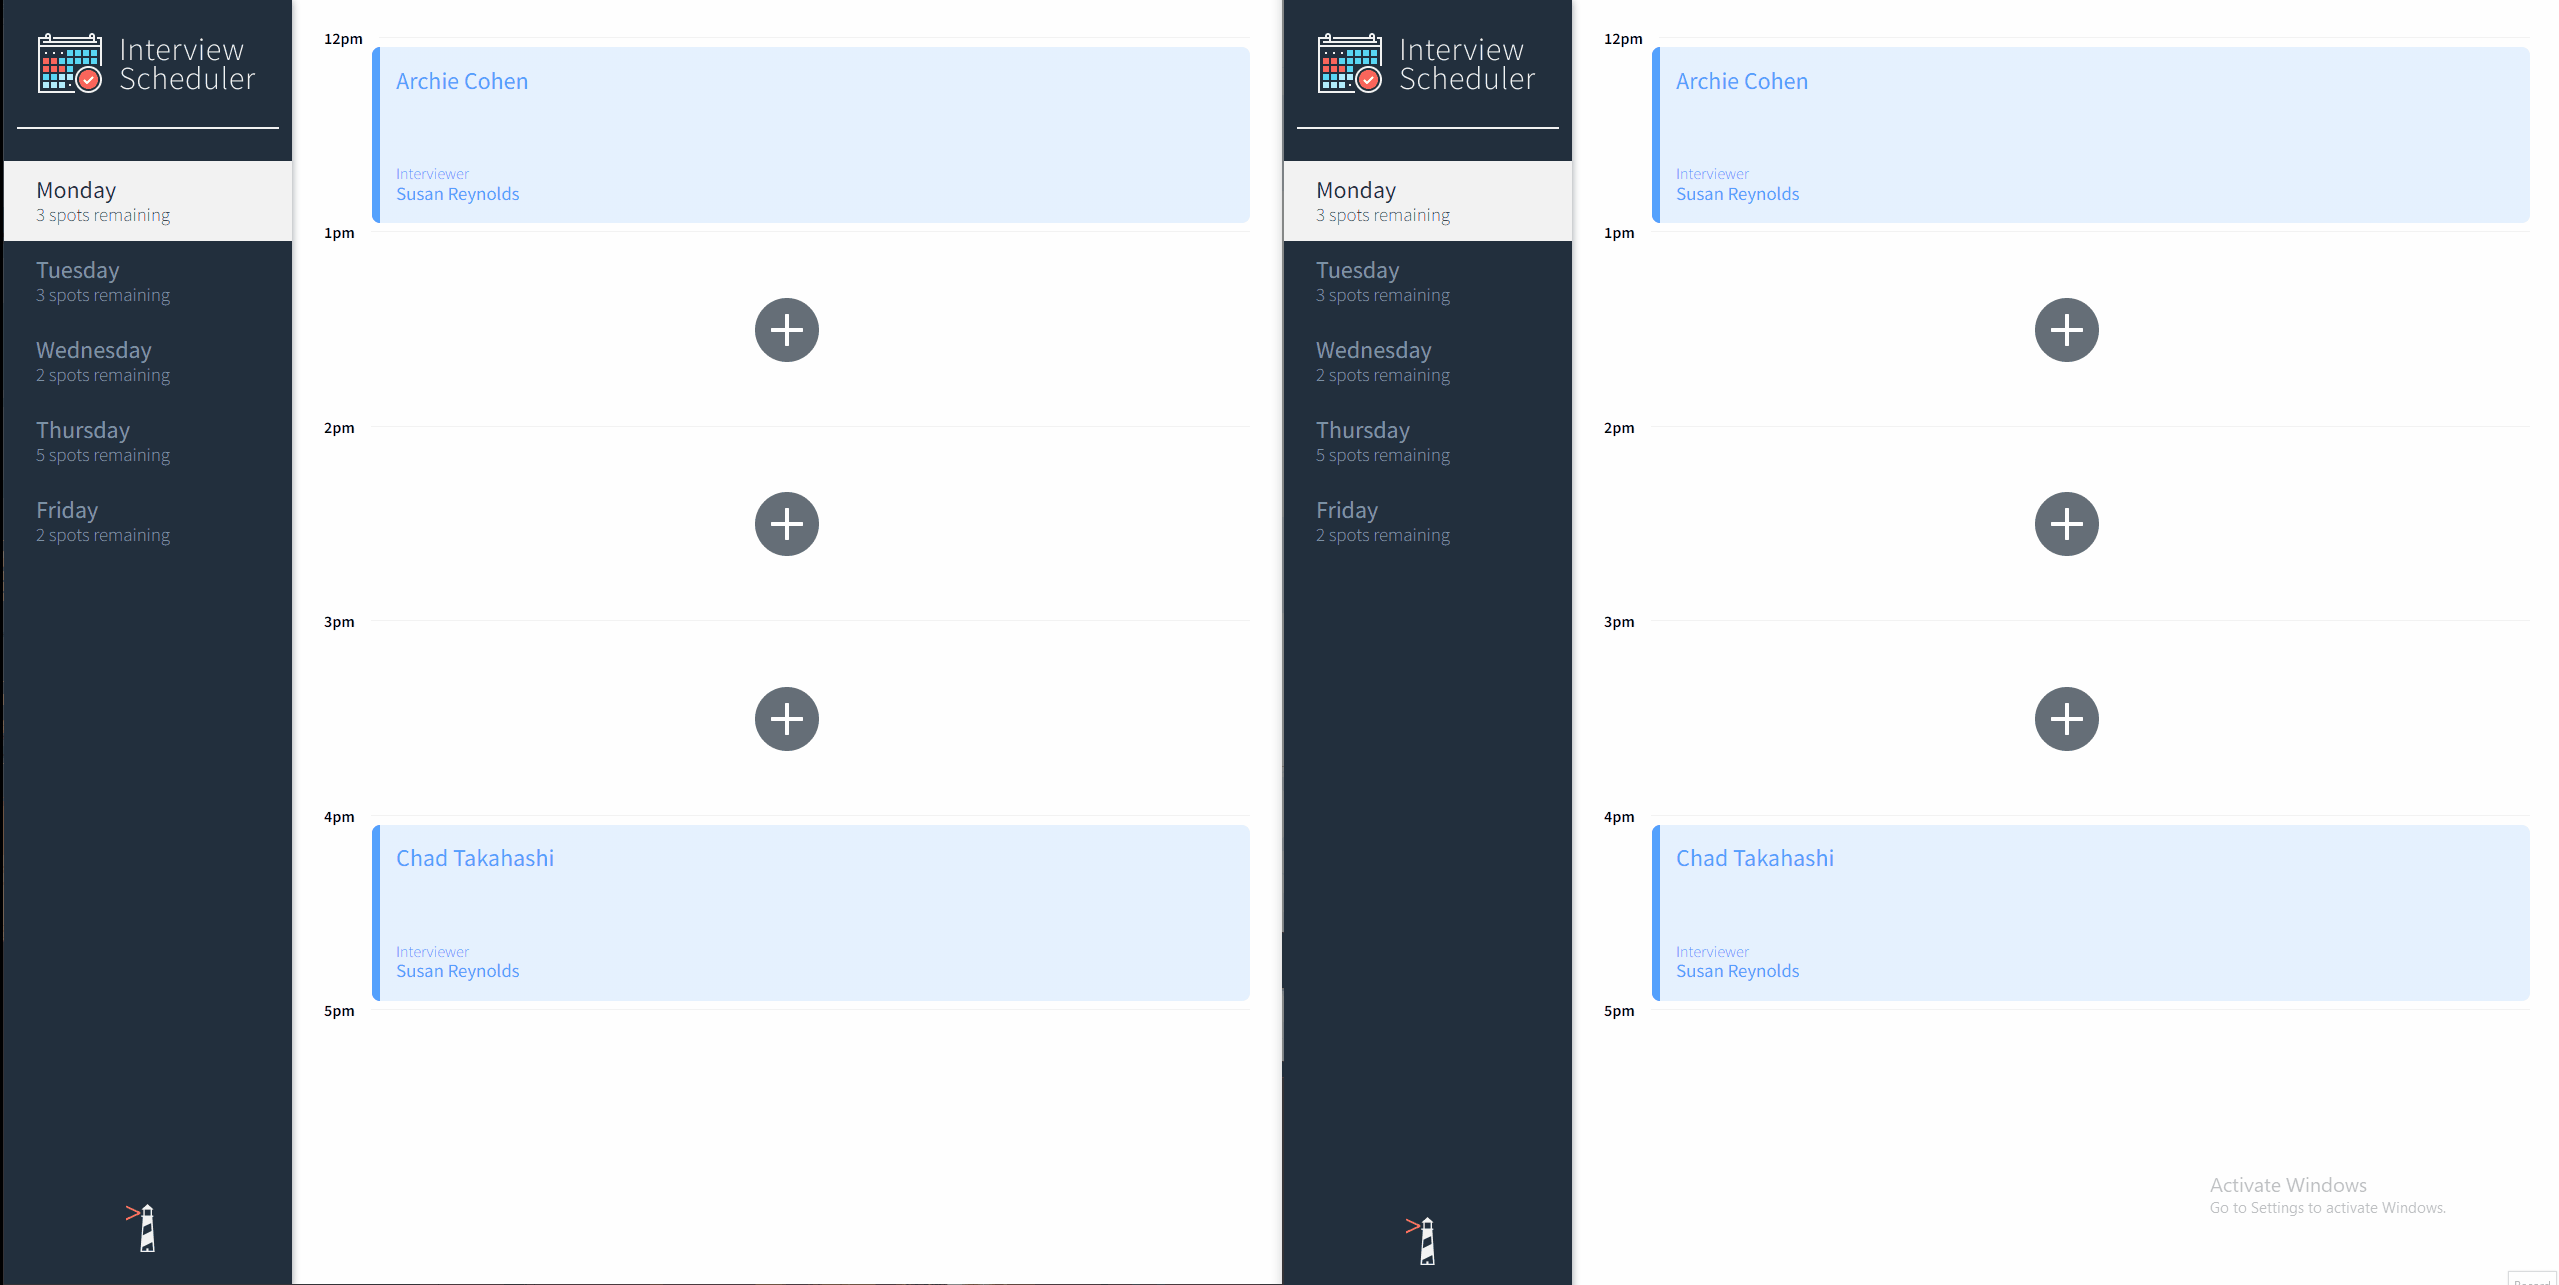 Interview
Scheduler
Monday
3 spots remaining
Tuesday
3 spots remaining
Wednesday
2 spots remaining
Thursday
5 spots remaining
Friday
2 spots remaining
12pm
Archie Cohen
Interviewer
Susan Reynolds
1pm
2pm
3pm
4pm
Chad Takahashi
Interviewer
Susan Reynolds
5pm
Interview
Scheduler
Monday
3 spots remaining
Tuesday
3 spots remaining
Wednesday
2 spots remaining
Thursday
5 spots remaining
Friday
2 spots remaining
12pm
Archie Cohen
Interviewer
Susan Reynolds
1pm
2pm
3pm
4pm
Chad Takahashi
Interviewer
Susan Reynolds
5pm
Activate Windows
Go to Settings to activate Windows.